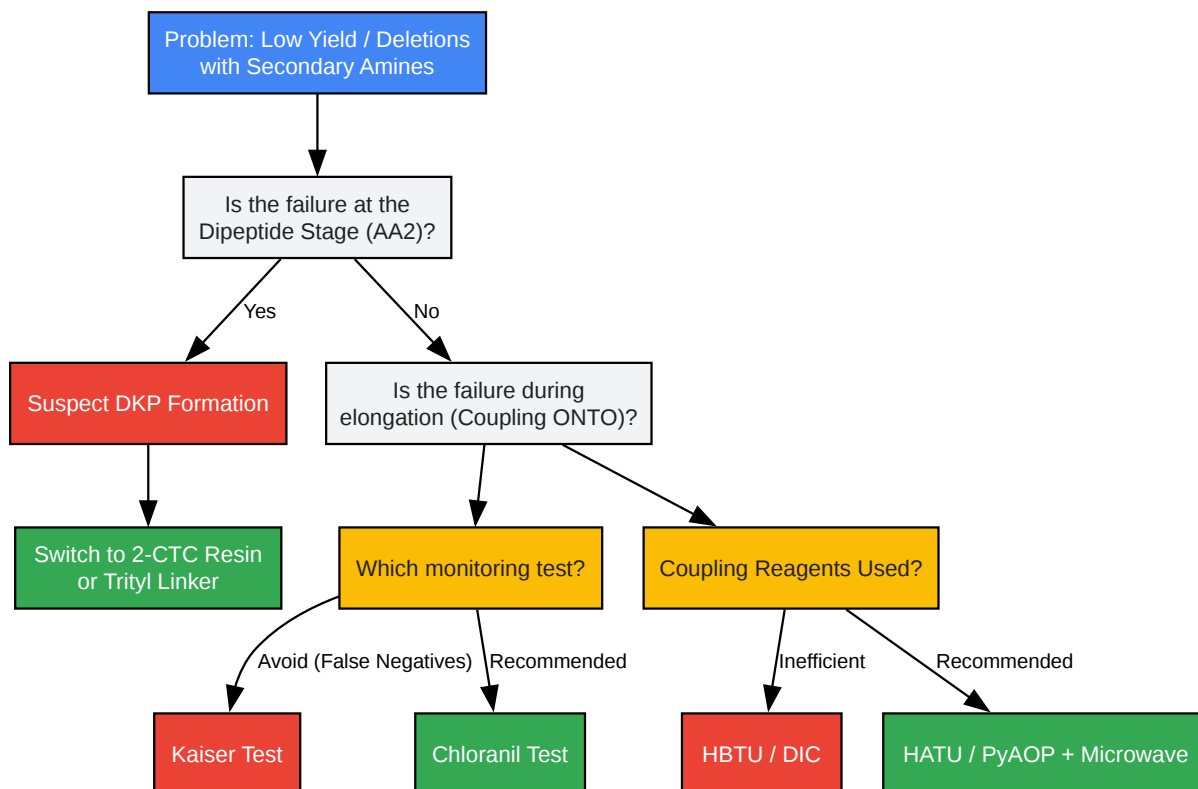 Problem: Low Yield / Deletions
with Secondary Amines
Is the failure at the
Dipeptide Stage (AA2)?
Yes
No
Suspect DKP Formation
Is the failure during
elongation (Coupling ONTO)?
Switch to 2-CTC Resin
or Trityl Linker
Which monitoring test?
Coupling Reagents Used?
Avoid (False Negatives)
Recommended
Inefficient
Recommended
Kaiser Test
Chloranil Test
HBTU / DIC
HATU / PyAOP + Microwave